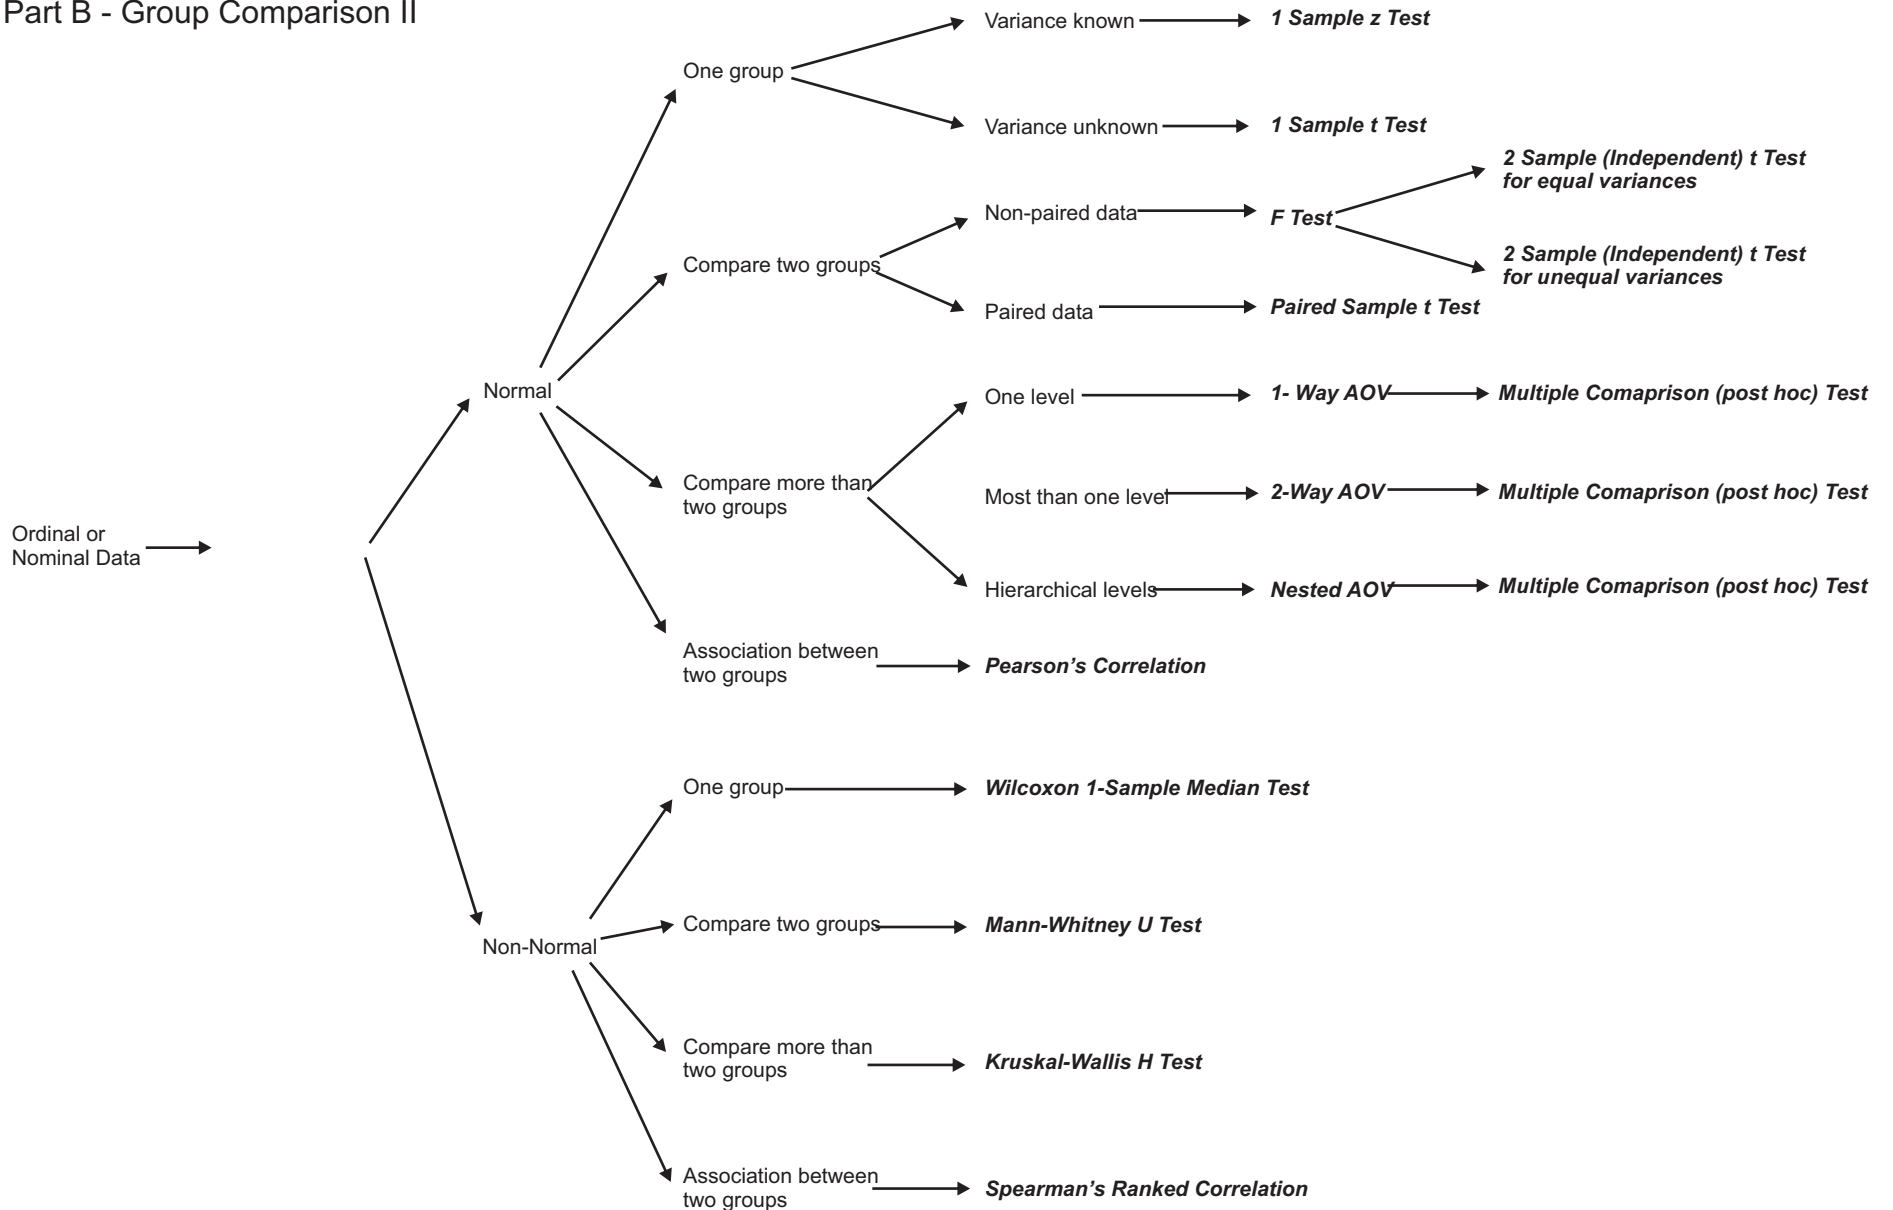 Part B - Group Comparison II
Ordinal or
Nominal Data
Normal
One group
Variance known
1 Sample z Test
Variance unknown
1 Sample t Test
Compare two groups
Non-paired data
F Test
2 Sample (Independent) t Test
for equal variances
2 Sample (Independent) t Test
for unequal variances
Paired data
Paired Sample t Test
Compare more than
two groups
One level
1- Way AOV
Multiple Comaprison (post hoc) Test
Most than one level
2-Way AOV
Multiple Comaprison (post hoc) Test
Hierarchical levels
Nested AOV
Multiple Comaprison (post hoc) Test
Association between
two groups
Pearson’s Correlation
Non-Normal
One group
Wilcoxon 1-Sample Median Test
Compare two groups
Mann-Whitney U Test
Compare more than
two groups
Kruskal-Wallis H Test
Association between
two groups
Spearman’s Ranked Correlation